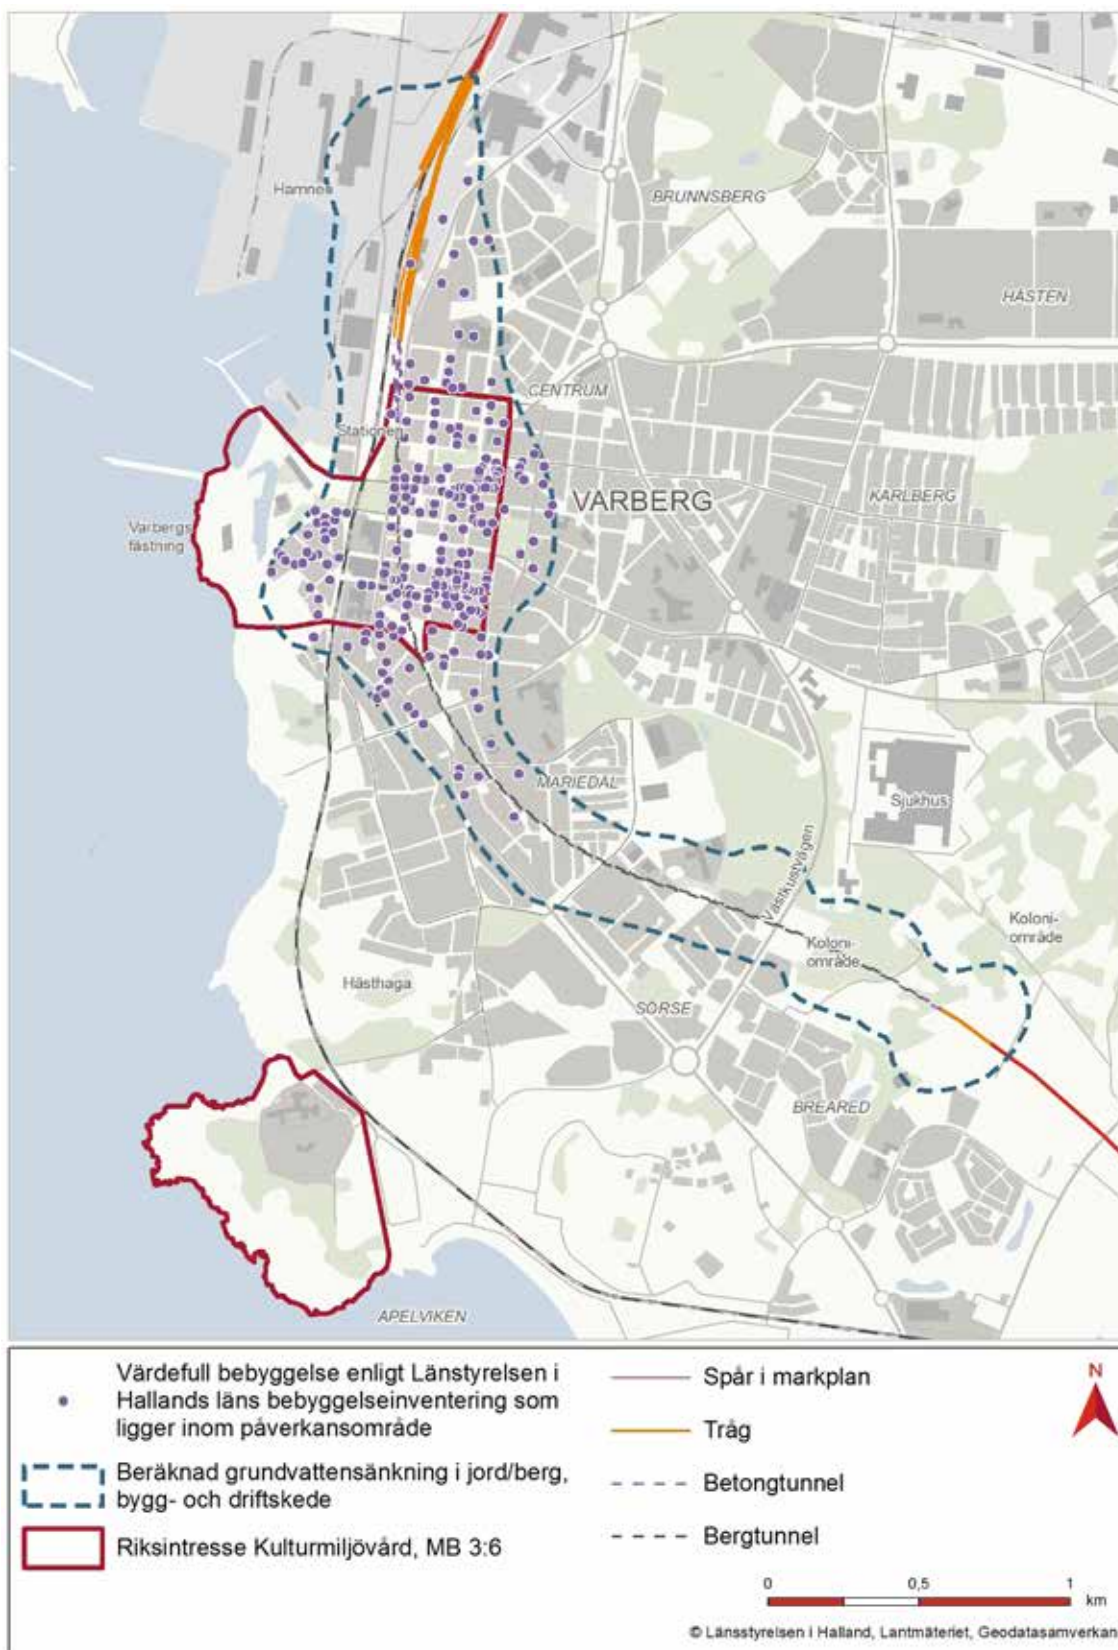 Hamnen
BRUNNSBERG
HÅSTEN
CENTRUM
Stationen
VARBERG
KARLBERG
Varbergs
fästning
MARIEDAL
Sjukhus
Västkustvägen
Koloni-
område
Koloni-
område
Hästhaga
SÖRSE
BREARED
APELVIKEN
Värdefull bebyggelse enligt Länstyrelsen i
Hallands läns bebyggelseinventering som
ligger inom påverkansområde
Beräknad grundvattensänkning i jord/berg,
bygg- och driftskede
Riksintresse Kulturmiljövård, MB 3:6
Spår i markplan
Tråg
Betongtunnel
Bergtunnel
N
0 0,5 1
km
© Länsstyrelsen i Halland, Lantmäteriet, Geodatasamverkan